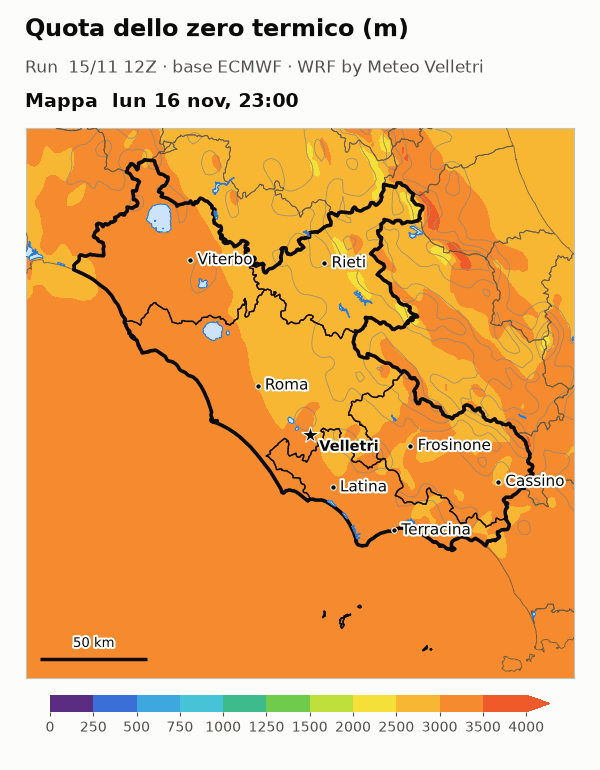 Quota dello zero termico (m)
Run  15/11 12Z · base ECMWF · WRF by Meteo Velletri
Mappa  lun 16 nov, 23:00
Viterbo
Rieti
Roma
Velletri
Frosinone
Cassino
Latina
Terracina
50 km
0 250 500 750 1000 1250 1500 2000 2500 3000 3500 4000